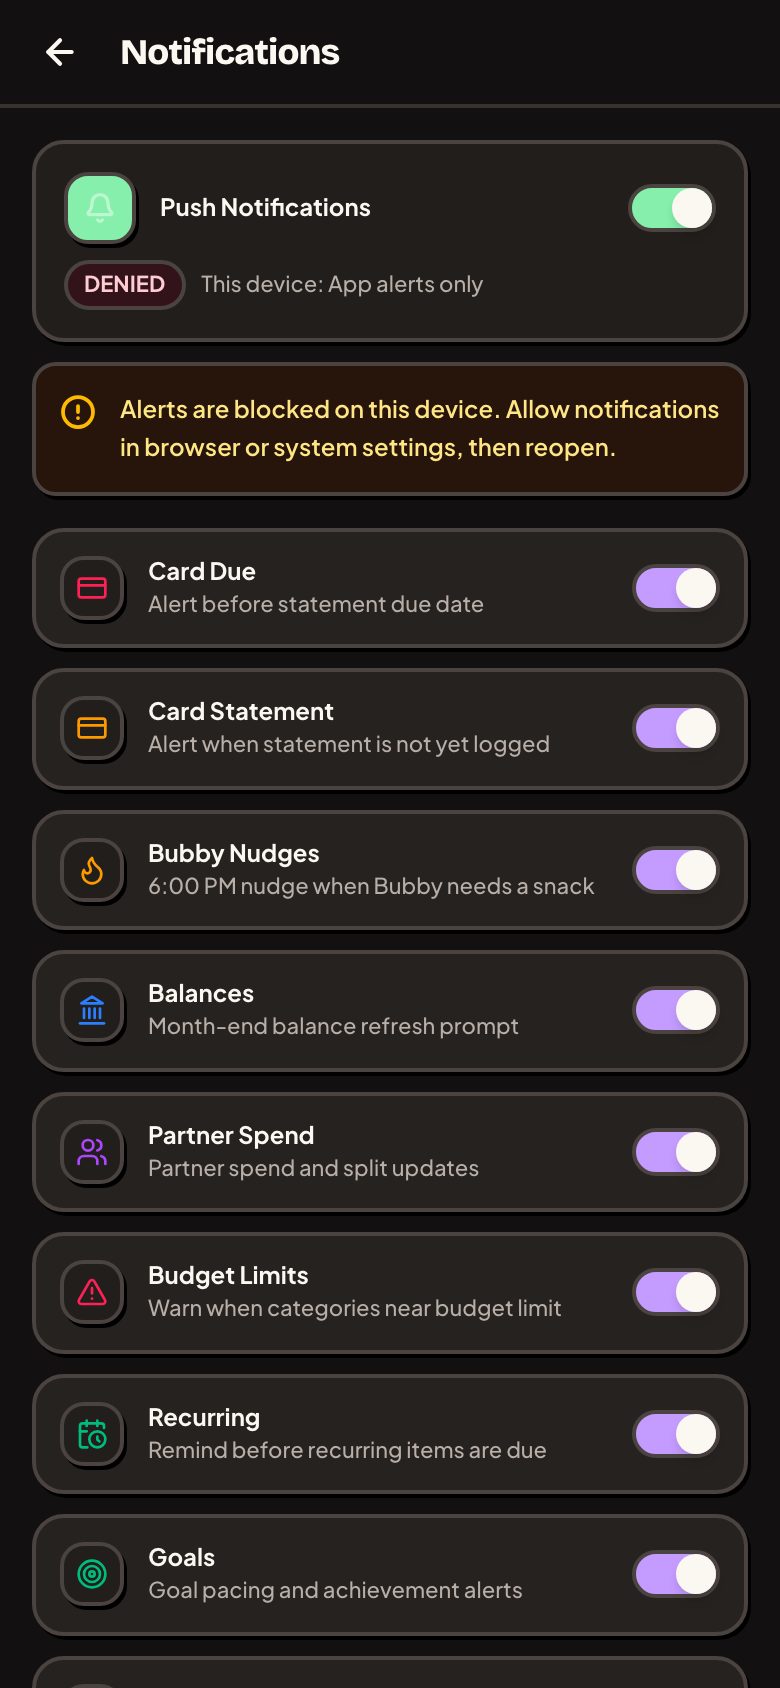 Notifications
Push Notifications
DENIED This device: App alerts only
Alerts are blocked on this device. Allow notifications
in browser or system settings, then reopen.
Card Due
Alert before statement due date
Card Statement
Alert when statement is not yet logged
Bubby Nudges
6:00 PM nudge when Bubby needs a snack
Balances
Month-end balance refresh prompt
Partner Spend
Partner spend and split updates
Budget Limits
Warn when categories near budget limit
Recurring
Remind before recurring items are due
Goals
Goal pacing and achievement alerts